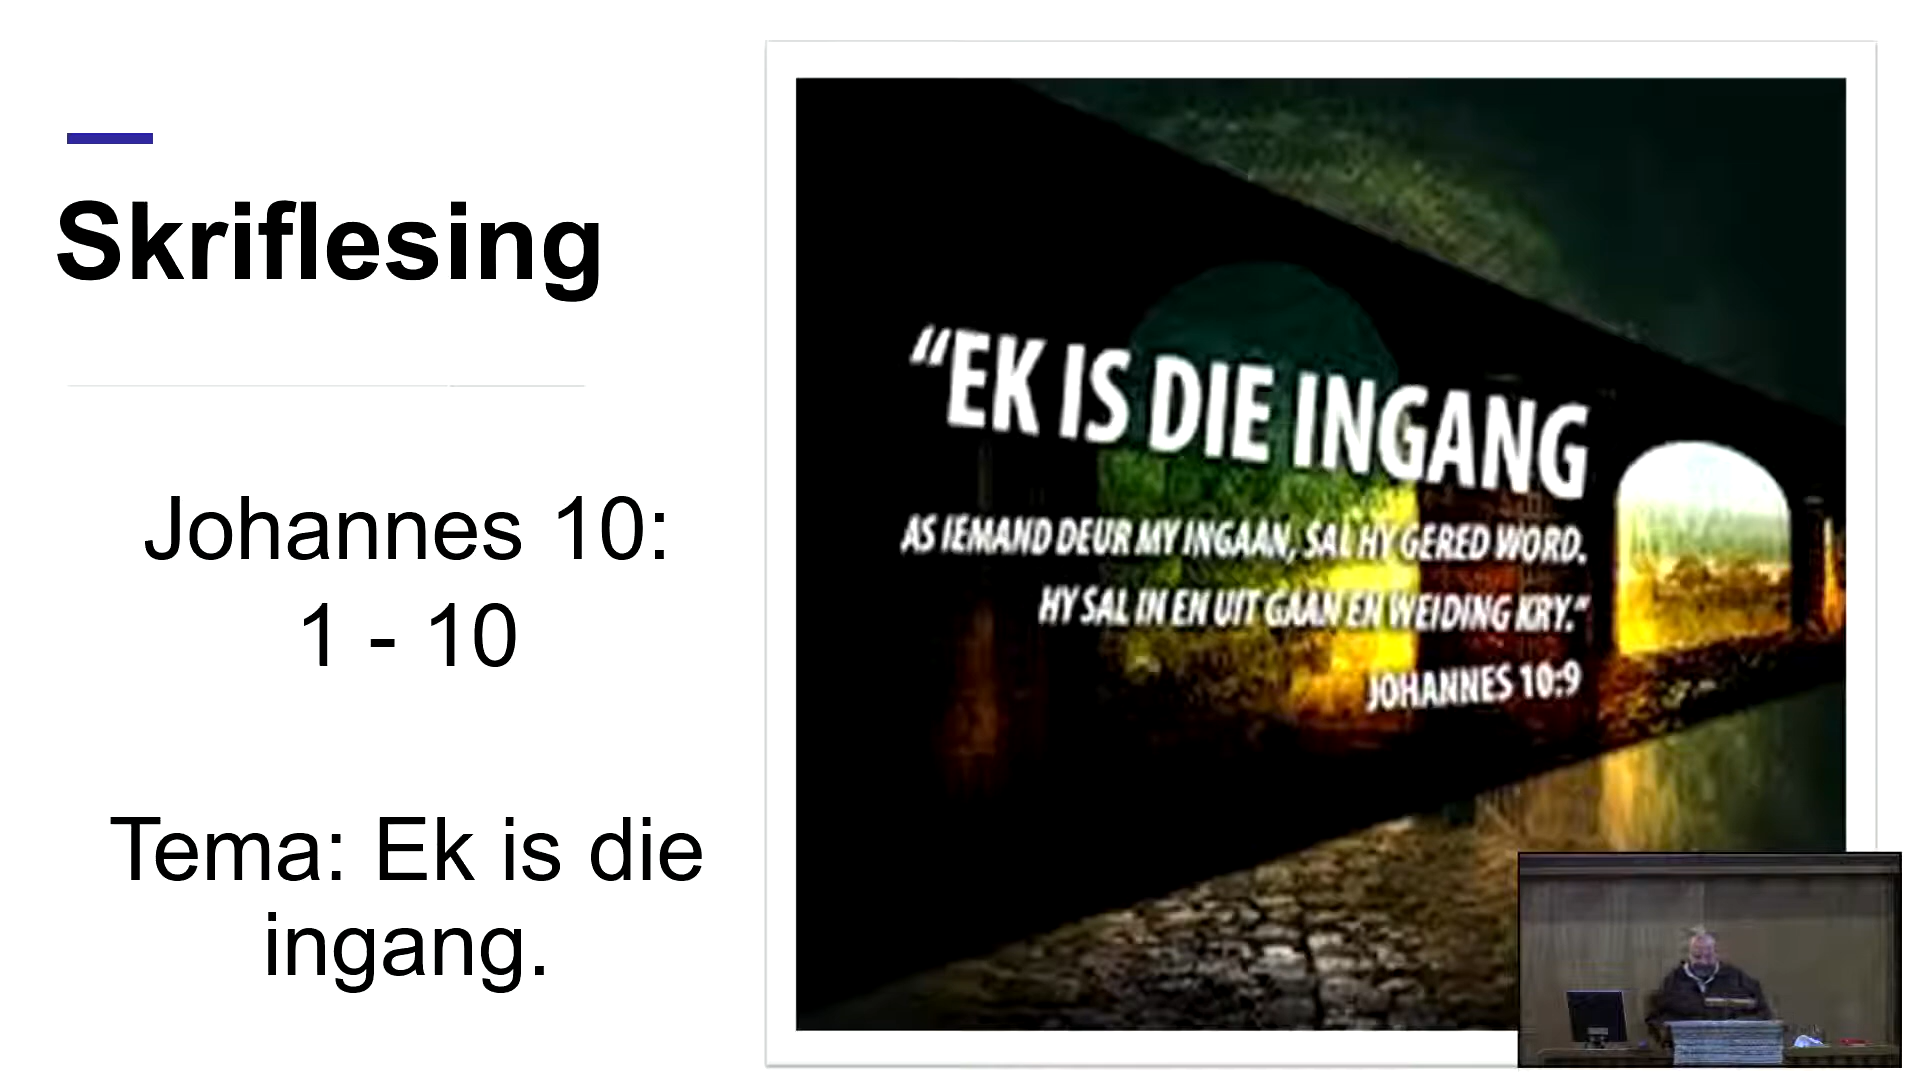 Skriflesing
Johannes 10:
1 - 10
Tema: Ek is die
ingang.
“EK IS DIE INGANG
AS IEMAND DEUR MY INGAAN, SAL HY GERED WORD.
HY SAL IN EN UIT GAAN EN WEIDING KRY.”
JOHANNES 10:9